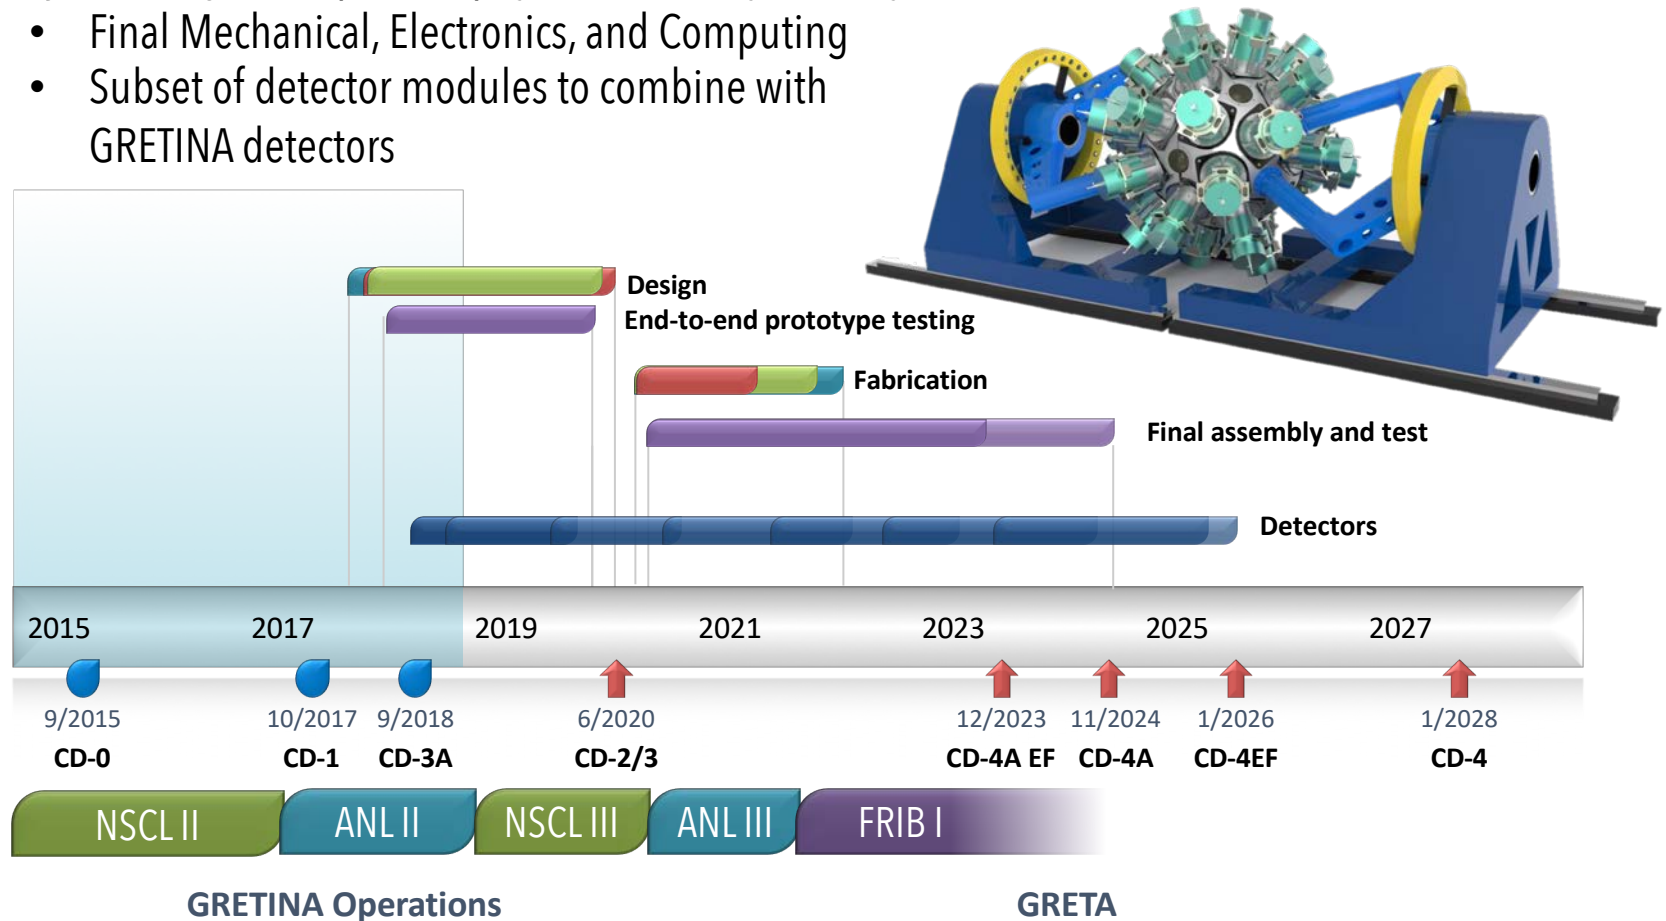 • Final Mechanical, Electronics, and Computing
• Subset of detector modules to combine with
GRETINA detectors
Design
End-to-end prototype testing
Fabrication
Final assembly and test
Detectors
2015 2017 2019 2021 2023 2025 2027
9/2015 10/2017 9/2018 6/2020 12/2023 11/2024 1/2026 1/2028
CD-0 CD-1 CD-3A CD-2/3 CD-4A EF CD-4A CD-4EF CD-4
NSCL II ANL II NSCL III ANL III FRIB I
GRETINA Operations GRETA